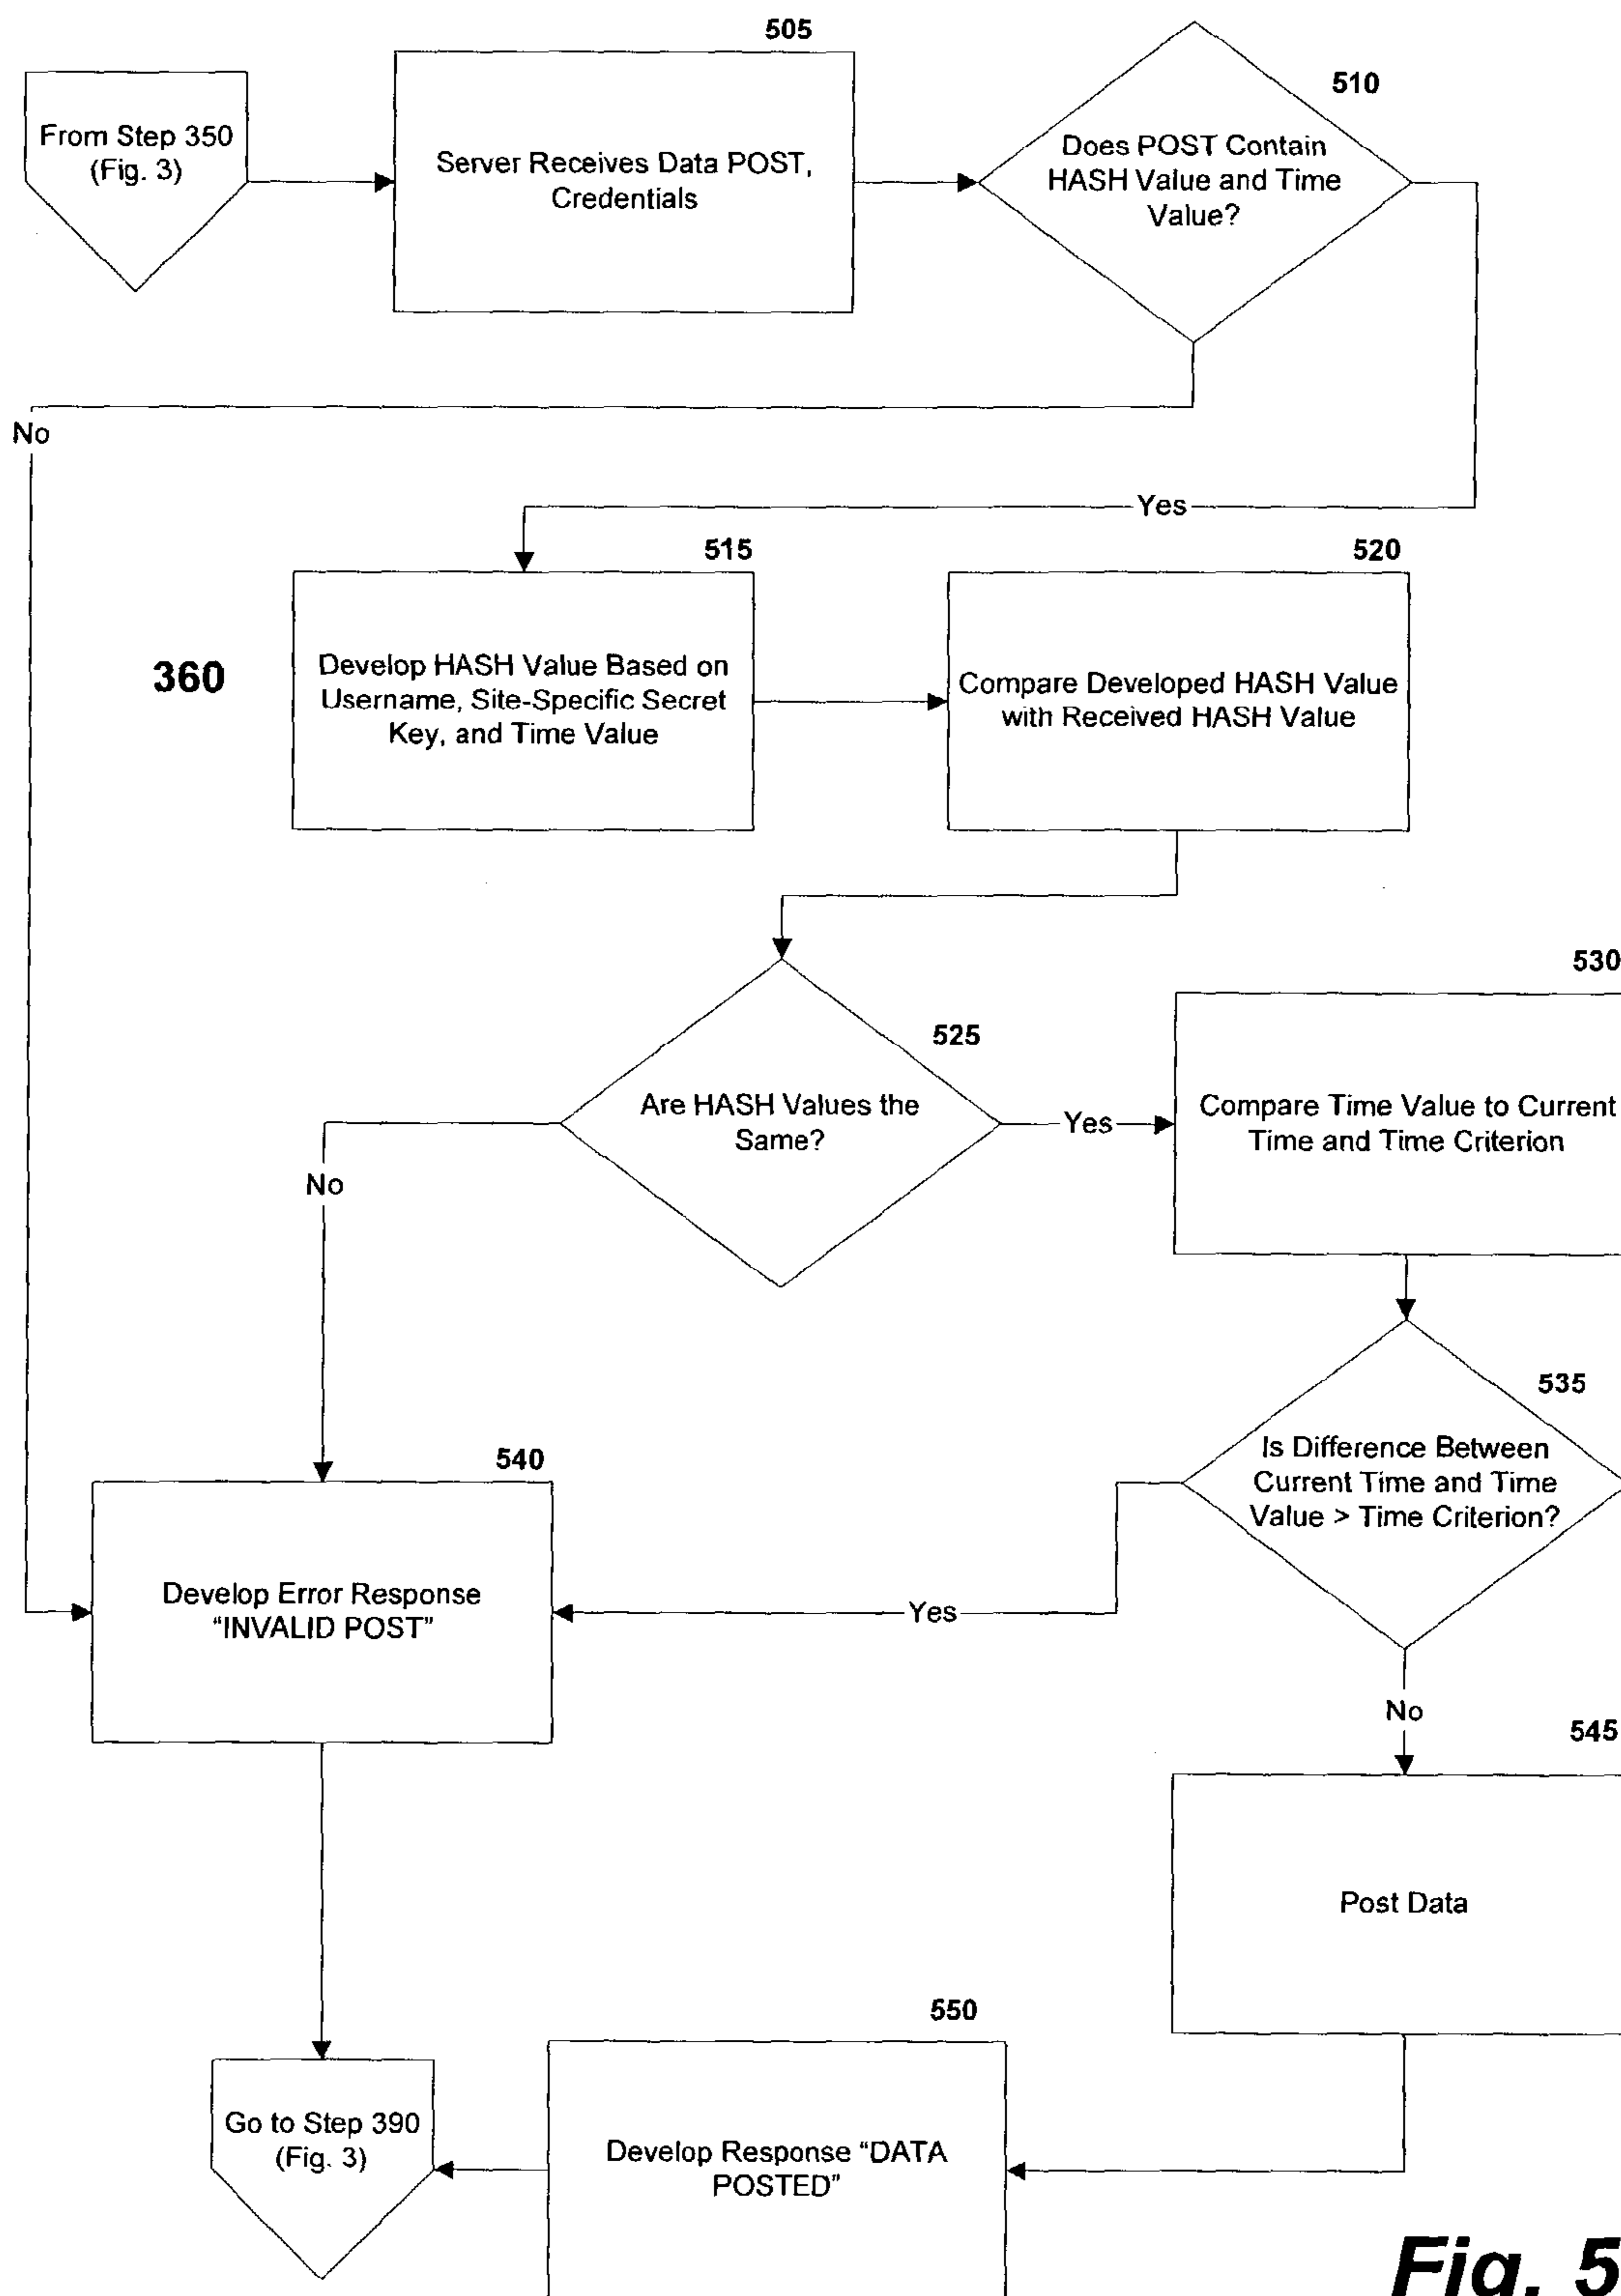 505
510
From Step 350
(Fig. 3)
Server Receives Data POST,
Credentials
Does POST Contain
HASH Value and Time
Value?
No
Yes
515
520
360
Develop HASH Value Based on
Username, Site-Specific Secret
Key, and Time Value
Compare Developed HASH Value
with Received HASH Value
530
525
Are HASH Values the
Same?
Yes
Compare Time Value to Current
Time and Time Criterion
No
535
540
Is Difference Between
Current Time and Time
Value > Time Criterion?
Develop Error Response
“INVALID POST”
Yes
No
545
Post Data
550
Go to Step 390
(Fig. 3)
Develop Response “DATA
POSTED”
Fig. 5